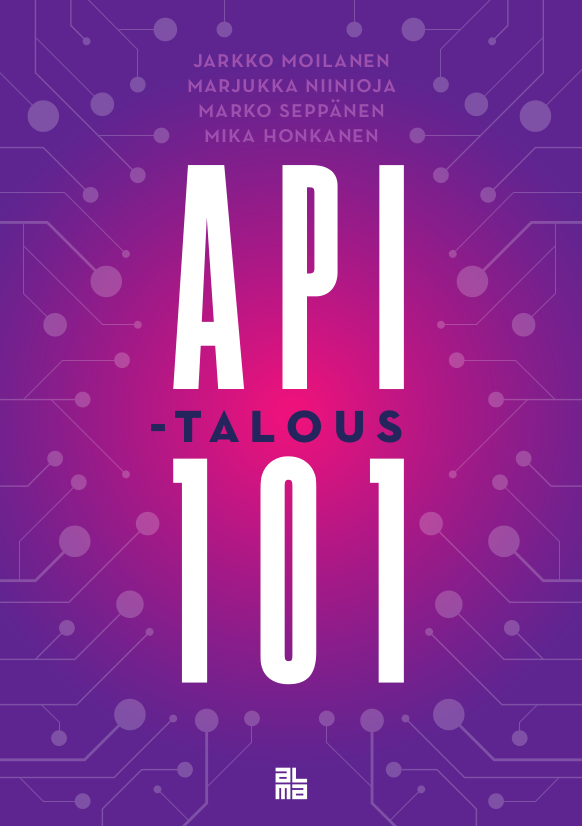 JARKKO MOILANEN
MARJUKKA NIINIOJA
MARKO SEPPÄNEN
MIKA HONKANEN
API
-TALOUS
101
AL
MA